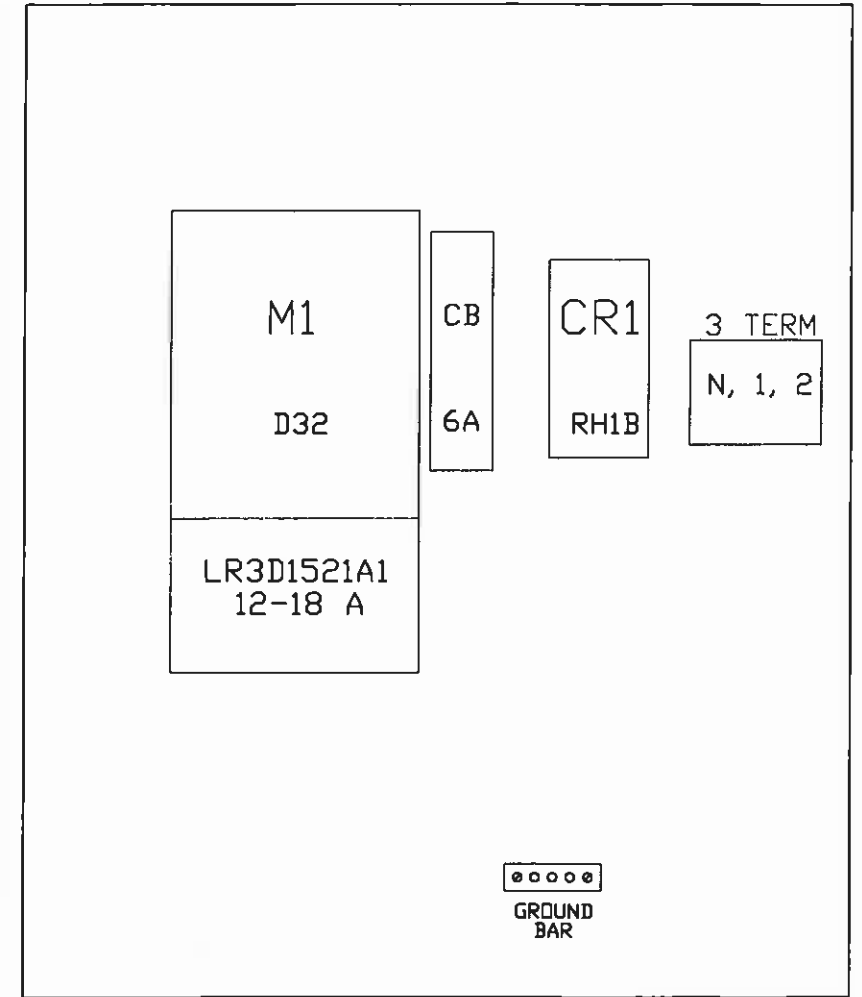 M1
D32
LR3D1521A1
12-18 A
CB
6A
CR1
RH1B
3 TERM
N, 1, 2
GROUND
BAR